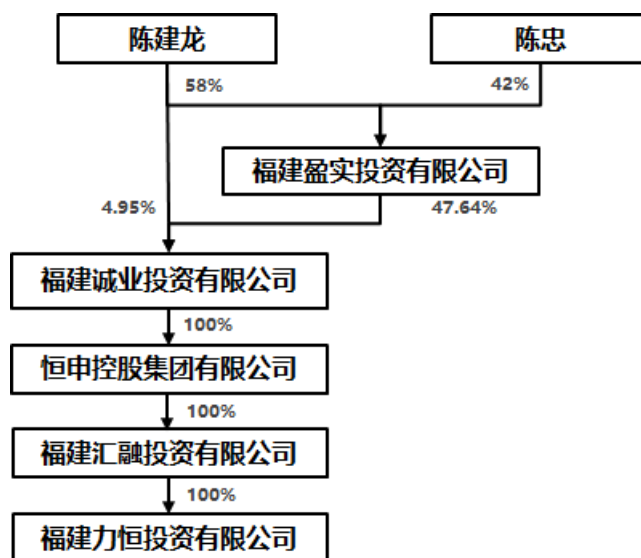 陈建龙
陈忠
58%
42%
福建盈实投资有限公司
4.95%
47.64%
福建诚业投资有限公司
100%
恒申控股集团有限公司
100%
福建汇融投资有限公司
100%
福建力恒投资有限公司